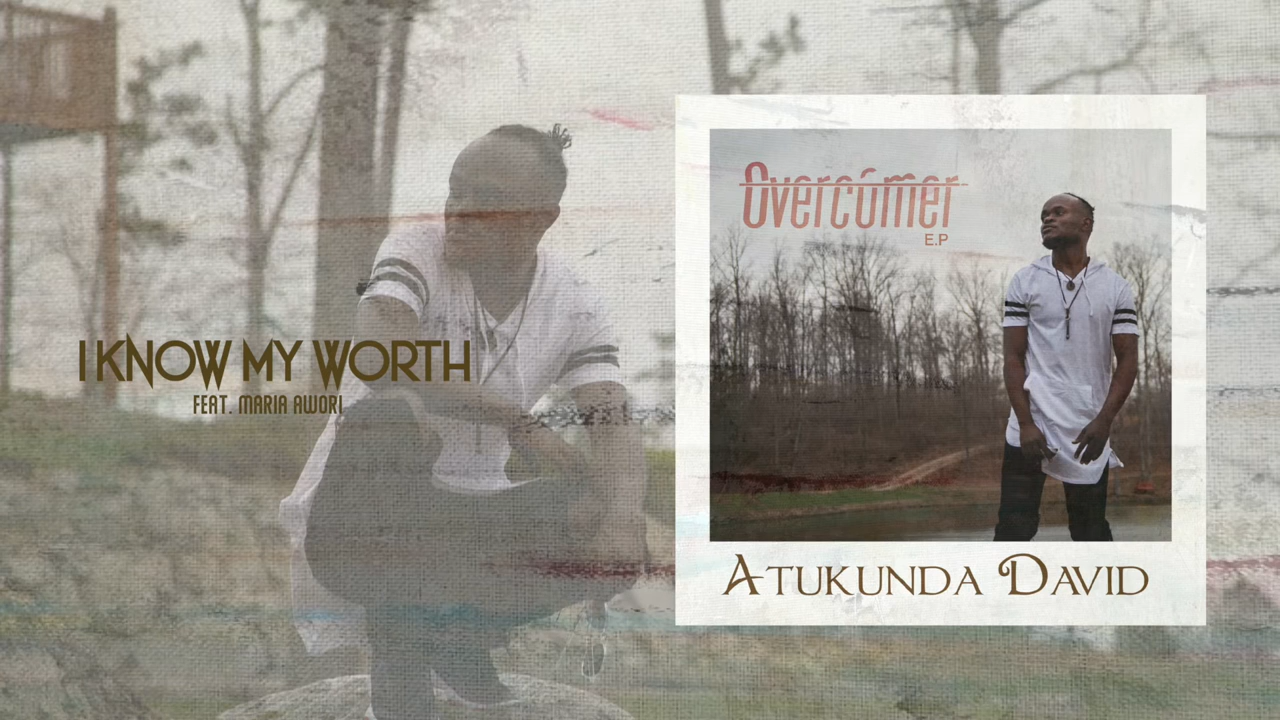 I KNOW MY WORTH
FEAT. MARIA AWORI
Overcomer
E.P
ATUKUNDA DAVID